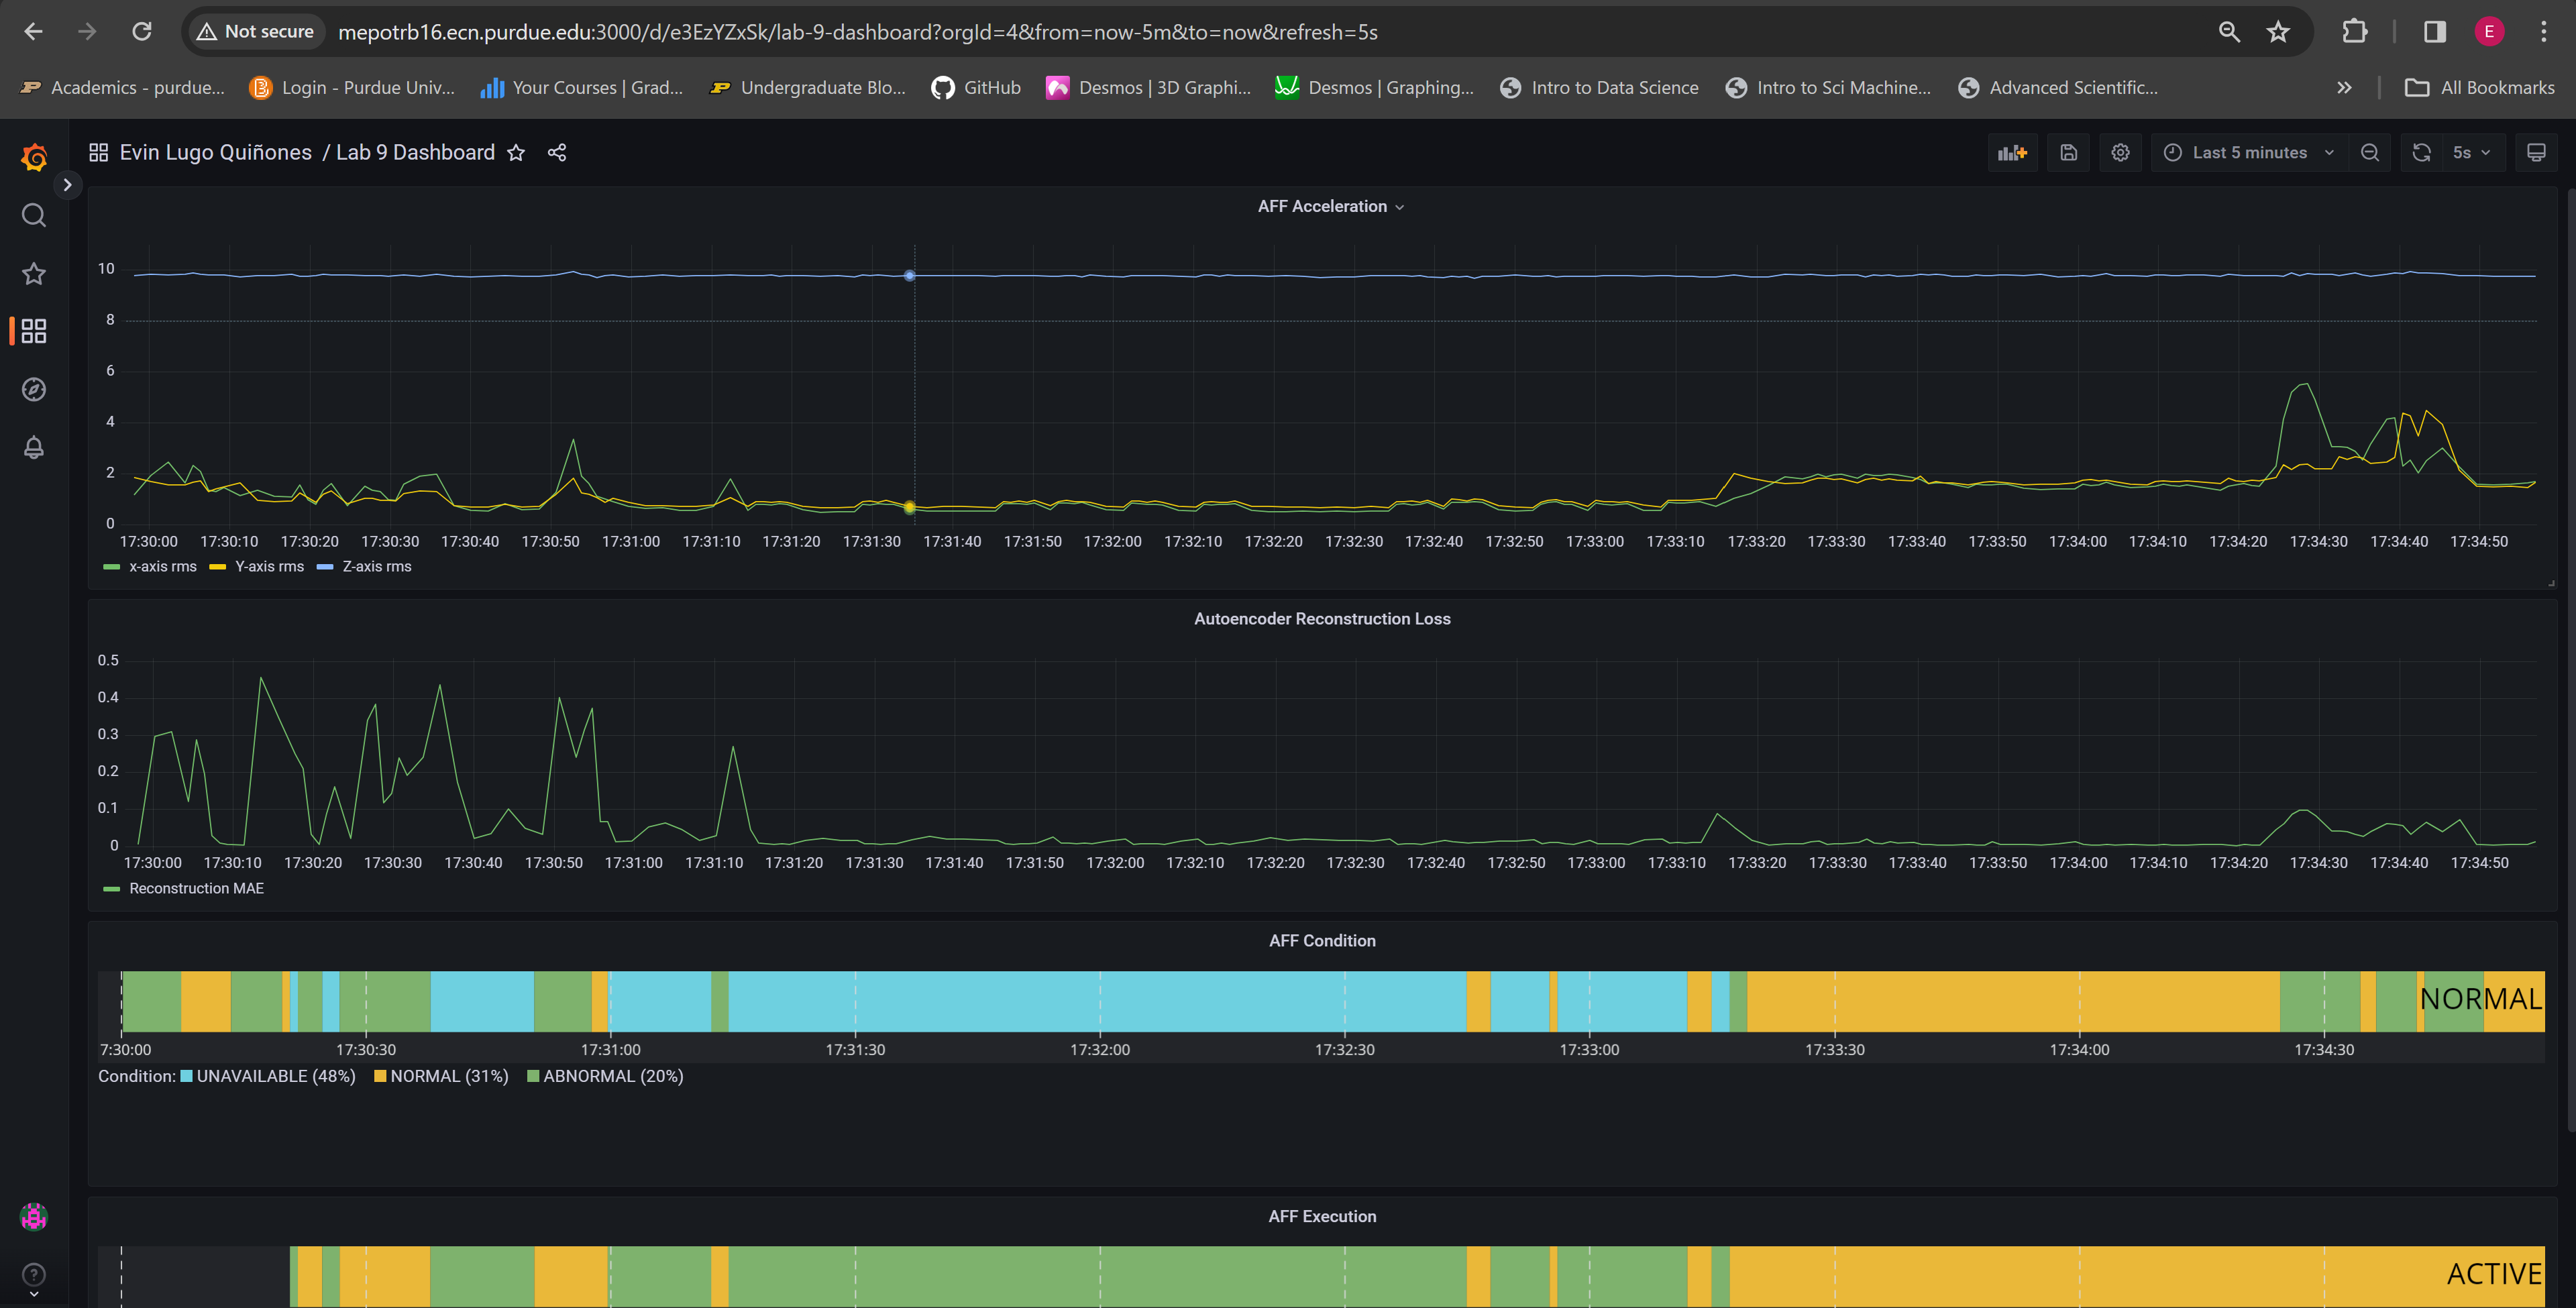 Not secure mepotrb16.ecn.purdue.edu:3000/d/e3EzYZxSk/lab-9-dashboard?orgId=4&from=now-5m&to=now&refresh=5s E
Academics - purdue... Login - Purdue Univ... Your Courses | Grad... Undergraduate Blo... GitHub Desmos | 3D Graphi... Desmos | Graphing... Intro to Data Science Intro to Sci Machine... Advanced Scientific... » All Bookmarks
Evin Lugo Quiñones / Lab 9 Dashboard Last 5 minutes 5s
AFF Acceleration
10
8
6
4
2
0
17:30:00 17:30:10 17:30:20 17:30:30 17:30:40 17:30:50 17:31:00 17:31:10 17:31:20 17:31:30 17:31:40 17:31:50 17:32:00 17:32:10 17:32:20 17:32:30 17:32:40 17:32:50 17:33:00 17:33:10 17:33:20 17:33:30 17:33:40 17:33:50 17:34:00 17:34:10 17:34:20 17:34:30 17:34:40 17:34:50
x-axis rms Y-axis rms Z-axis rms
Autoencoder Reconstruction Loss
0.5
0.4
0.3
0.2
0.1
0
17:30:00 17:30:10 17:30:20 17:30:30 17:30:40 17:30:50 17:31:00 17:31:10 17:31:20 17:31:30 17:31:40 17:31:50 17:32:00 17:32:10 17:32:20 17:32:30 17:32:40 17:32:50 17:33:00 17:33:10 17:33:20 17:33:30 17:33:40 17:33:50 17:34:00 17:34:10 17:34:20 17:34:30 17:34:40 17:34:50
Reconstruction MAE
AFF Condition
NORMAL
7:30:00 17:30:30 17:31:00 17:31:30 17:32:00 17:32:30 17:33:00 17:33:30 17:34:00 17:34:30
Condition: UNAVAILABLE (48%) NORMAL (31%) ABNORMAL (20%)
AFF Execution
ACTIVE